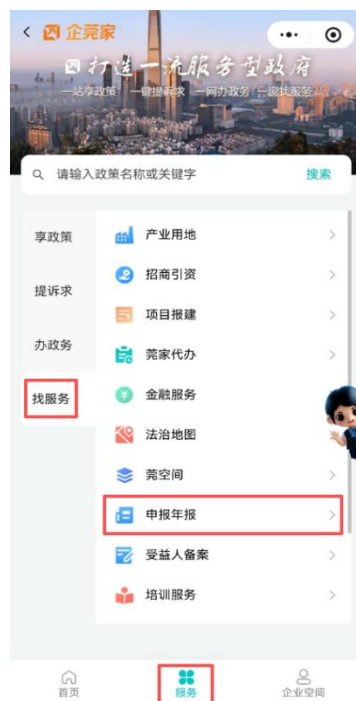 企莞家
打造一流服务型政府
一站享政策 一键提诉求 一网办政务 一窗找服务
请输入政策名称或关键字
搜索
享政策
提诉求
办政务
找服务
产业用地
招商引资
项目报建
莞家代办
金融服务
法治地图
莞空间
申报年报
受益人备案
培训服务
首页
服务
企业空间